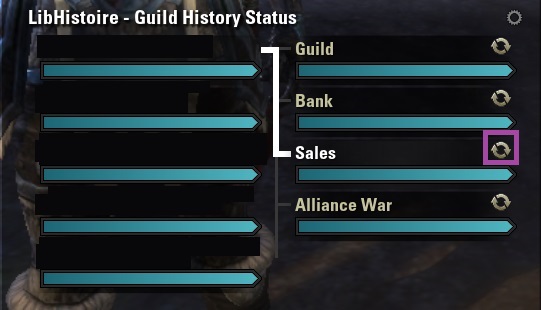 LibHistoire - Guild History Status
Guild
Bank
Sales
Alliance War